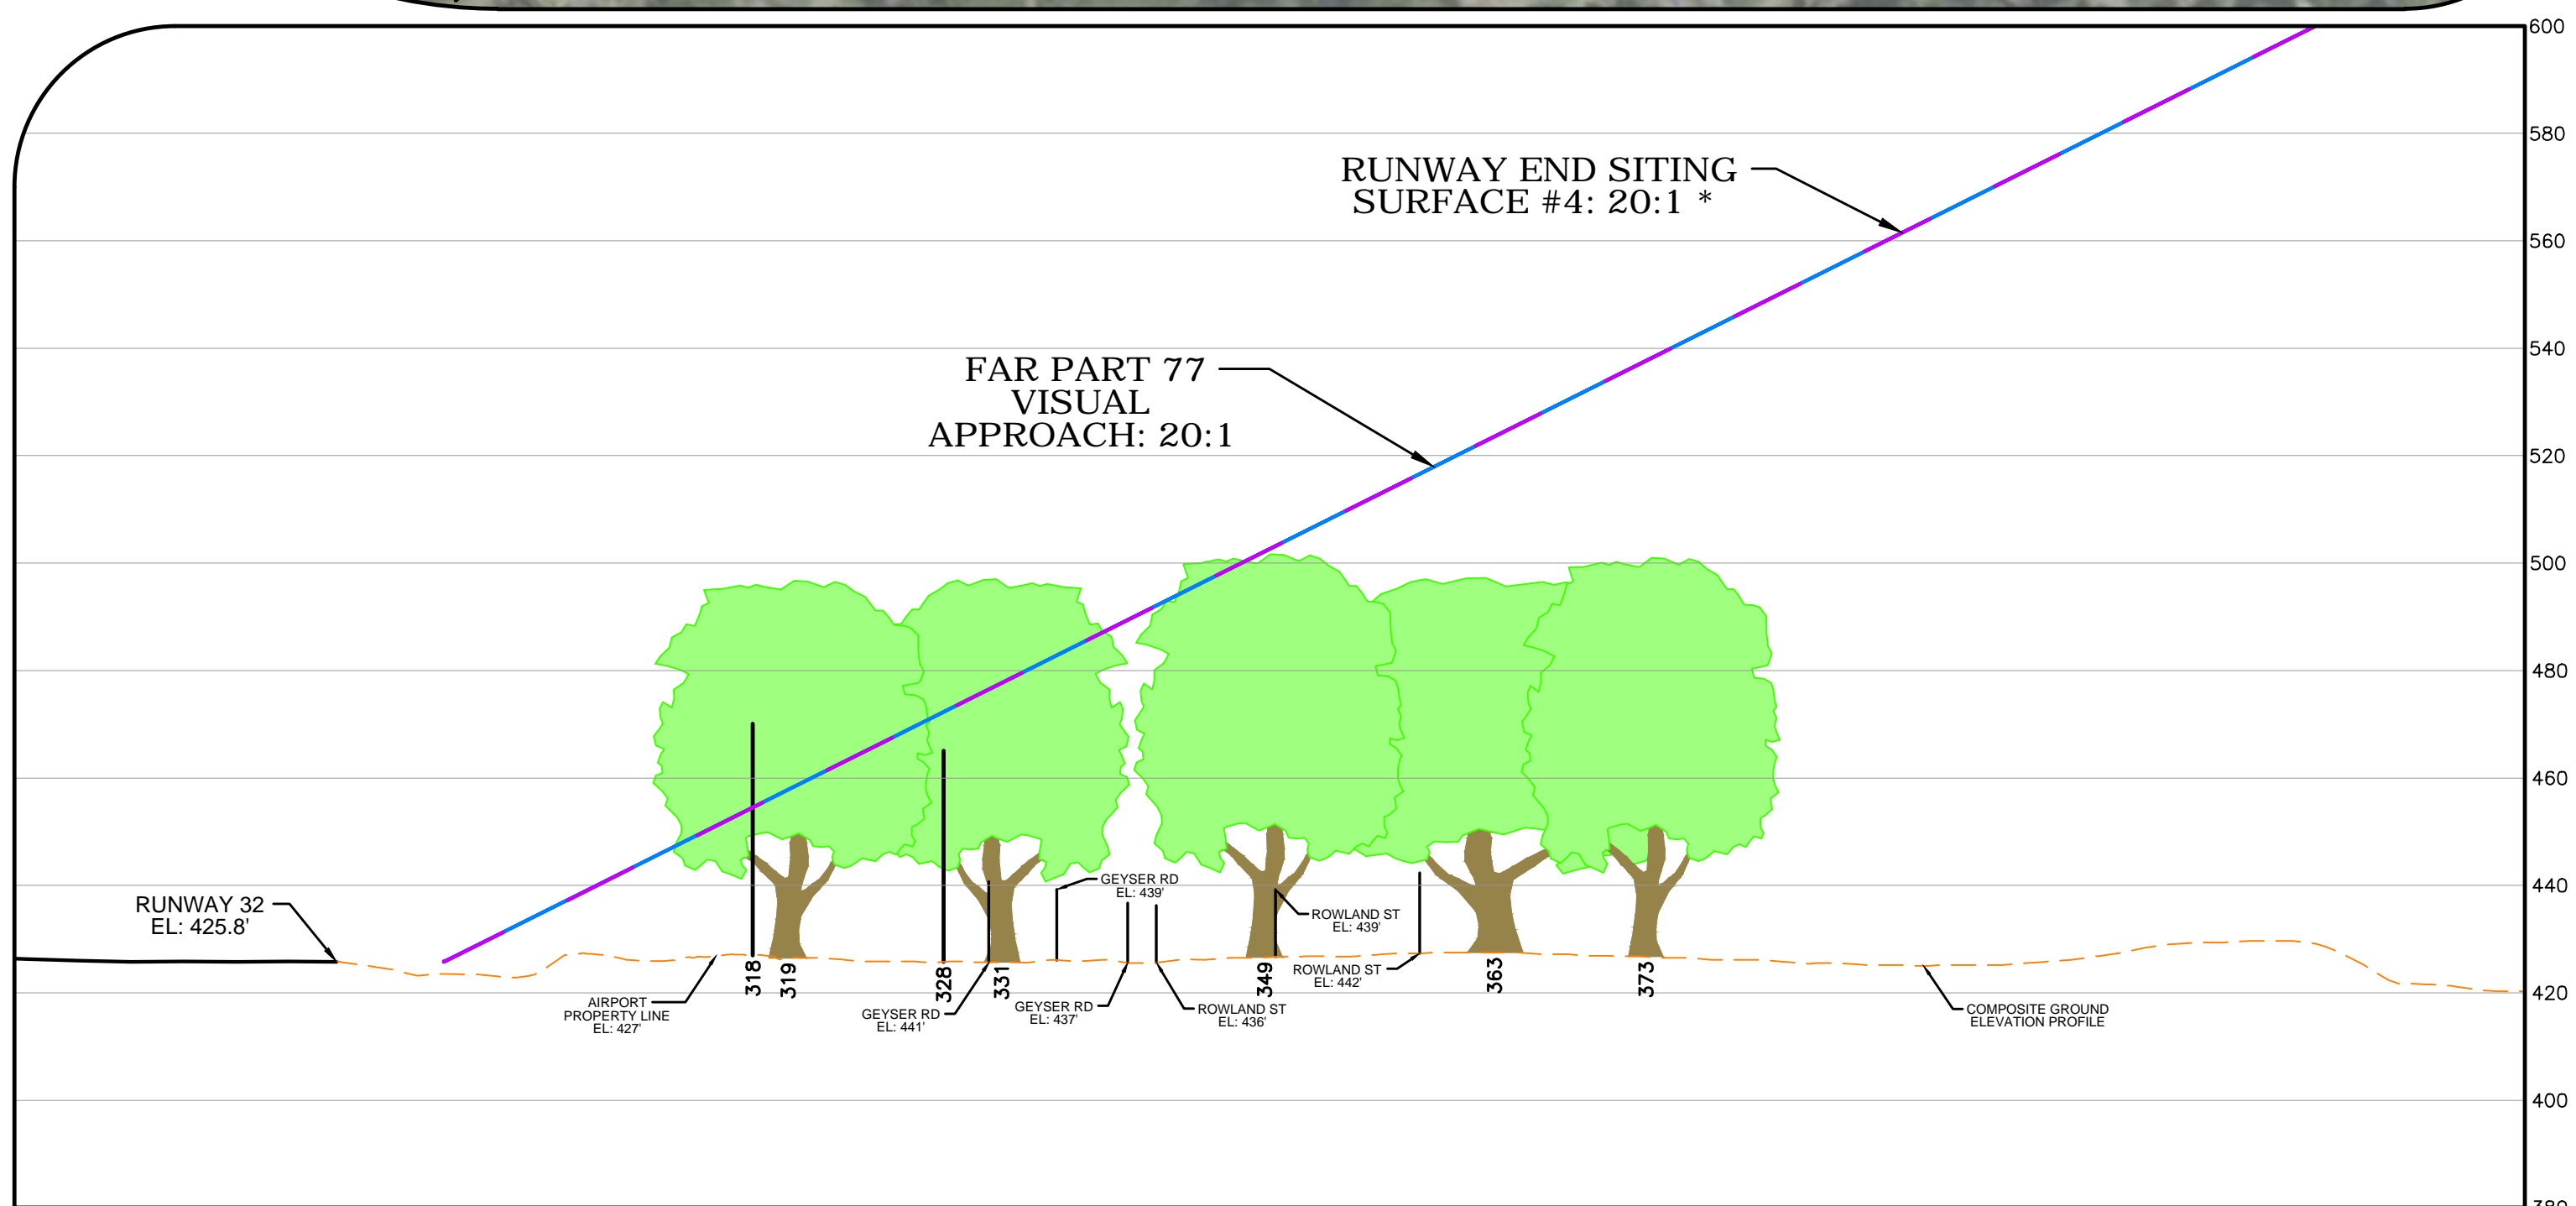 600
580
RUNWAY END SITING
SURFACE #4: 20:1 *
560
540
FAR PART 77
VISUAL
APPROACH: 20:1
520
500
480
460
440
GEYSER RD
EL: 439'
RUNWAY 32
EL: 425.8'
ROWLAND ST
EL: 439'
318
319
328
331
349
363
373
ROWLAND ST
EL: 442'
420
AIRPORT
PROPERTY LINE
EL: 427'
GEYSER RD
EL: 441'
GEYSER RD
EL: 437'
ROWLAND ST
EL: 436'
COMPOSITE GROUND
ELEVATION PROFILE
400
380